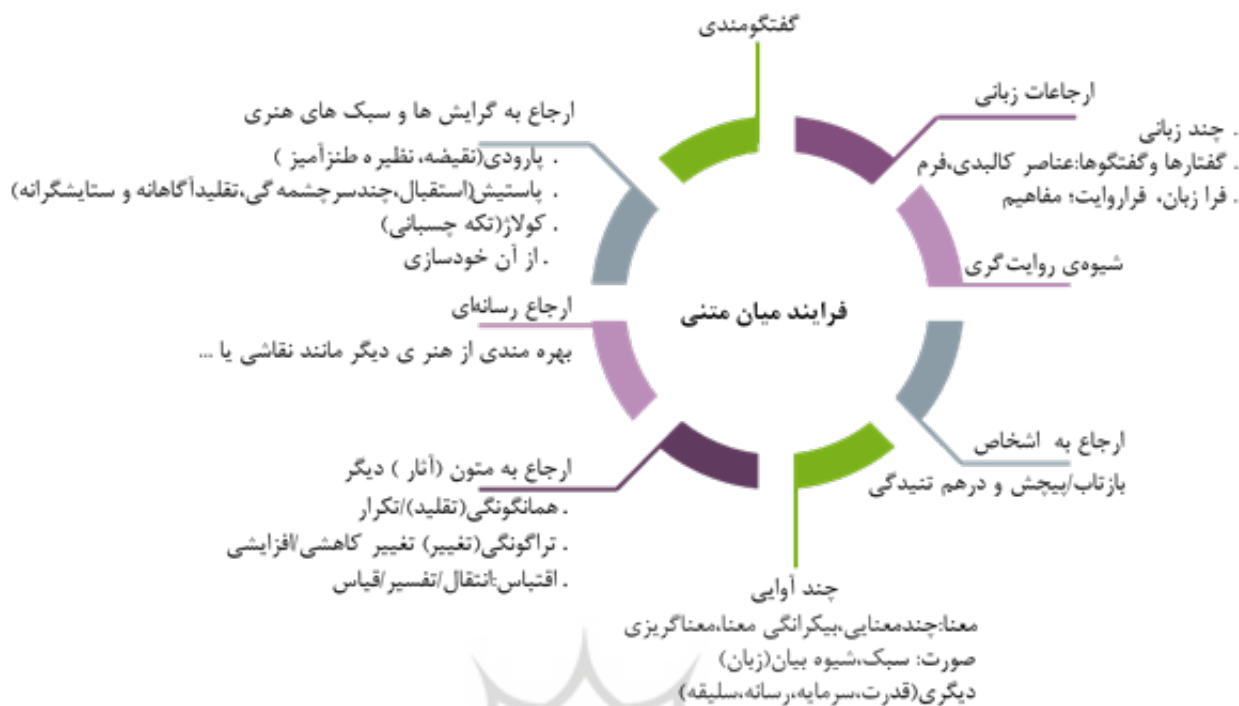 گفتگومندی
ارجاعات زبانی
. چند زبانی
. گفتارها وگفتگوها:عناصر کالبدی،فرم
. فرا زبان، فراروایت؛ مفاهیم
شیوه‌ی روایت‌گری
ارجاع به اشخاص
بازتاب/پیچش و درهم تنیدگی
چند آوایی
معنا:چندمعنایی،بیکرانگی معنا،معناگریزی
صورت: سبک،شیوه بیان(زبان)
دیگری(قدرت،سرمایه،رسانه،سلیقه)
ارجاع به متون (آثار ) دیگر
. همانگونگی(تقلید)/تکرار
. تراگونگی(تغییر) تغییر کاهشی/افزایشی
. اقتباس:انتقال/تفسیر/قیاس
ارجاع رسانه‌ای
بهره مندی از هنر ی دیگر مانند نقاشی یا ...
ارجاع به گرایش ها و سبک های هنری
. پارودی(نقیضه، نظیره طنزآمیز )
. پاستیش(استقبال،چندسرچشمه گی،تقلیدآگاهانه و ستایشگرانه)
. کولاژ(تکه چسبانی)
. از آن خودسازی
فرایند میان متنی